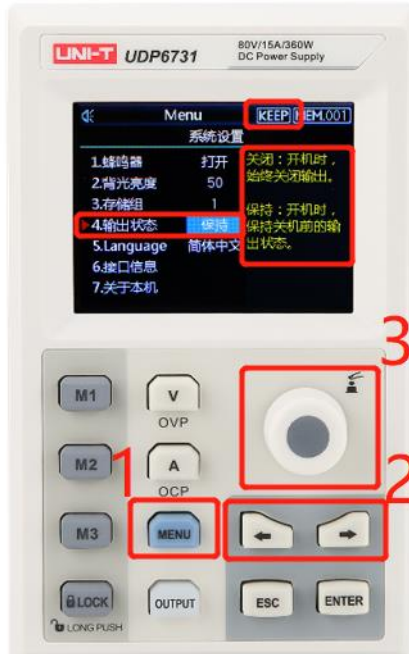 UNI-T UDP6731
80V/15A/360W
DC Power Supply
Menu KEEP MEM.001
系统设置
1.蜂鸣器 打开
2.背光亮度 50
3.存储组 1
4.输出状态 保持
5.Language 简体中文
6.接口信息
7.关于本机
关闭：开机时，
始终关闭输出。
保持：开机时，
保持关机前的输
出状态。
3
M1 V
OVP
M2 1 A 2
OCP
M3 MENU
LOCK OUTPUT ESC ENTER
LONG PUSH